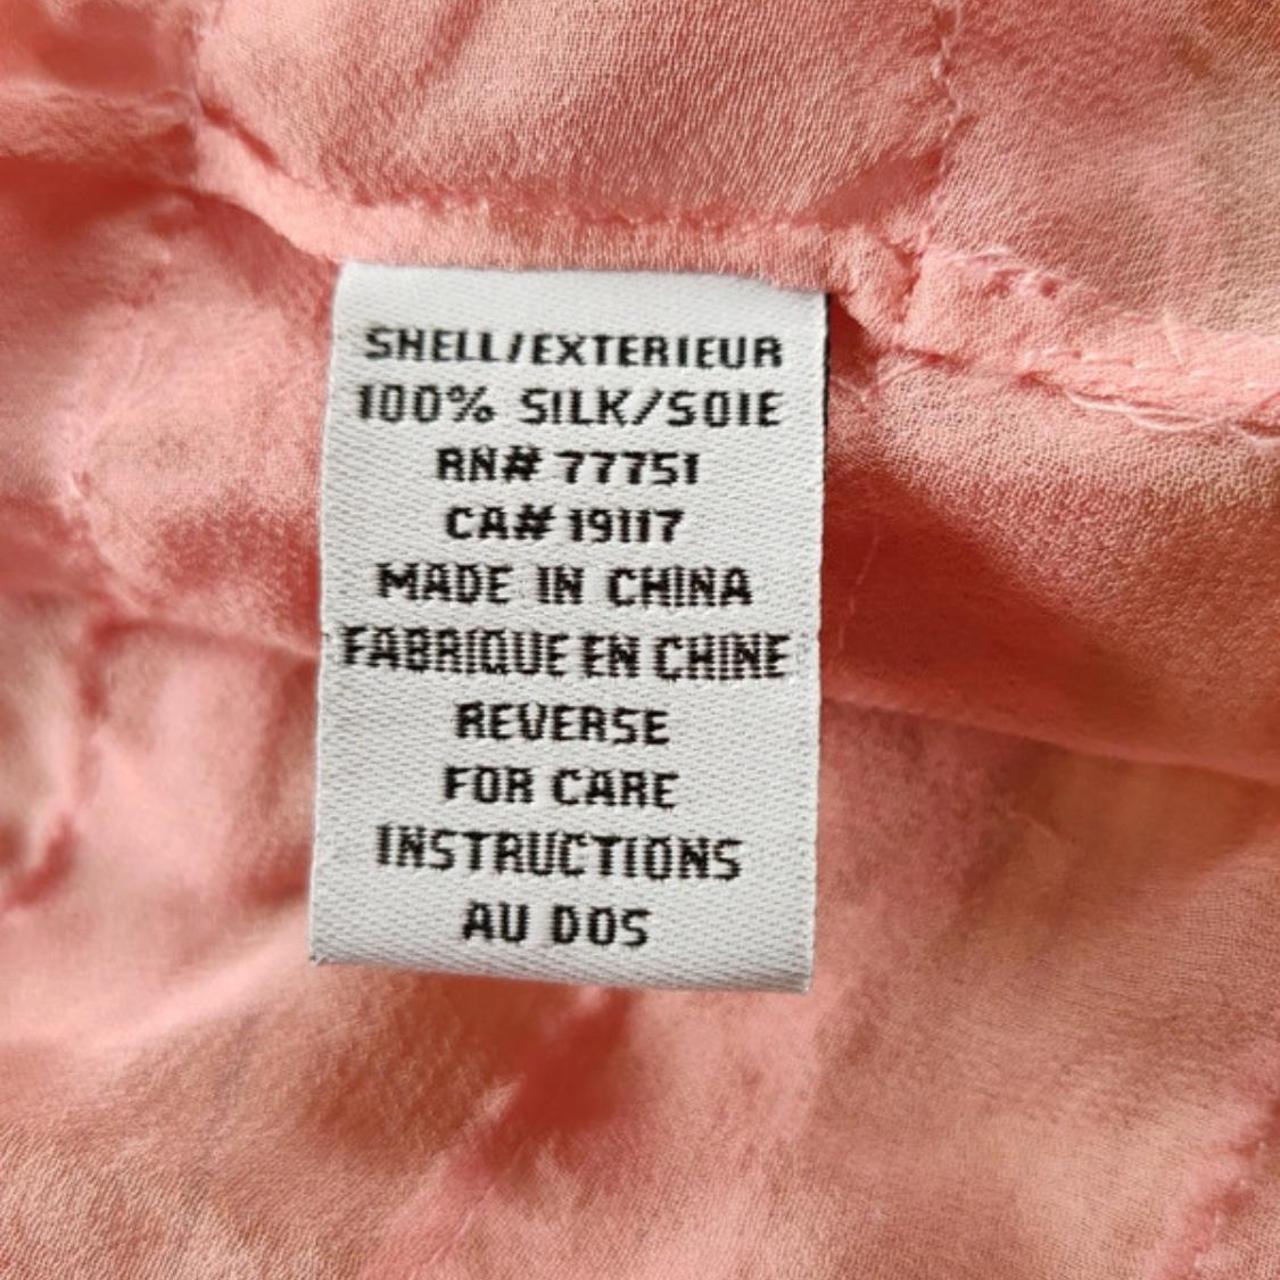 SHELL/EXTERIEUR
100% SILK/SOIE
RN# 77751
CA# 19117
MADE IN CHINA
FABRIQUE EN CHINE
REVERSE
FOR CARE
INSTRUCTIONS
AU DOS